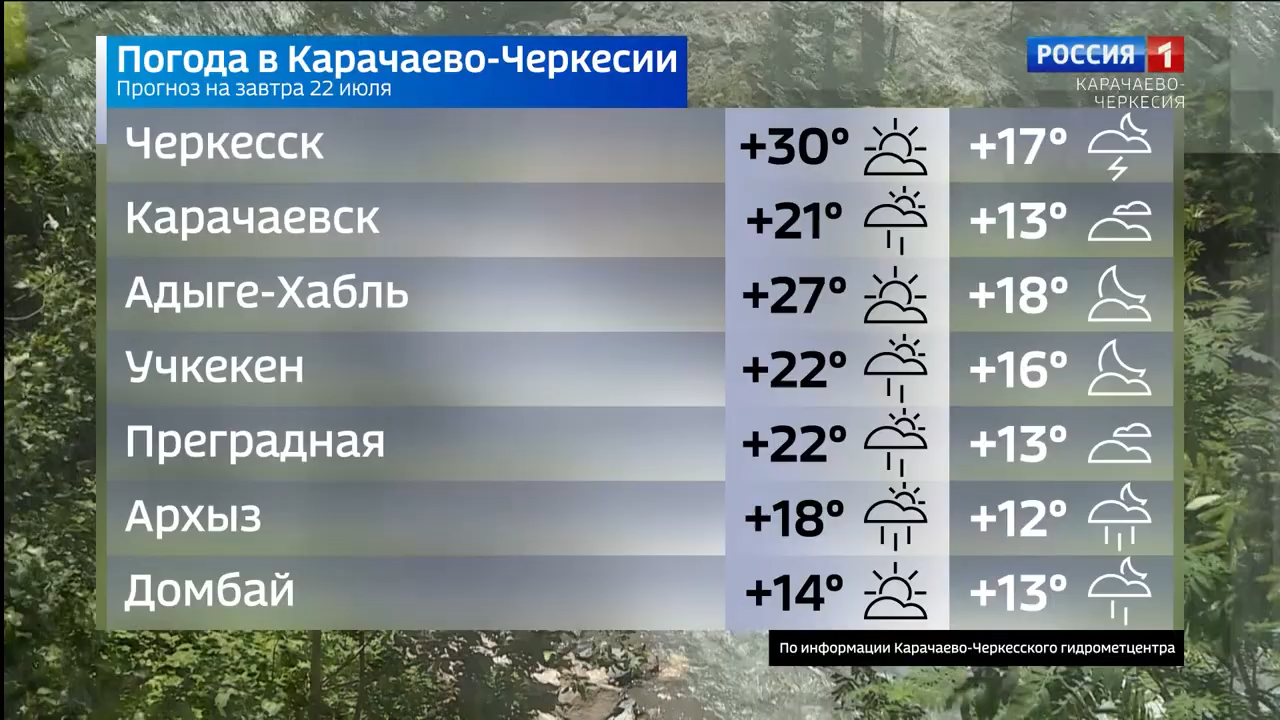 Погода в Карачаево-Черкесии
Прогноз на завтра 22 июля
РОССИЯ 1
КАРАЧАЕВО-
ЧЕРКЕСИЯ
Черкесск +30° +17°
Карачаевск +21° +13°
Адыге-Хабль +27° +18°
Учкекен +22° +16°
Преградная +22° +13°
Архыз +18° +12°
Домбай +14° +13°
По информации Карачаево-Черкесского гидрометцентра